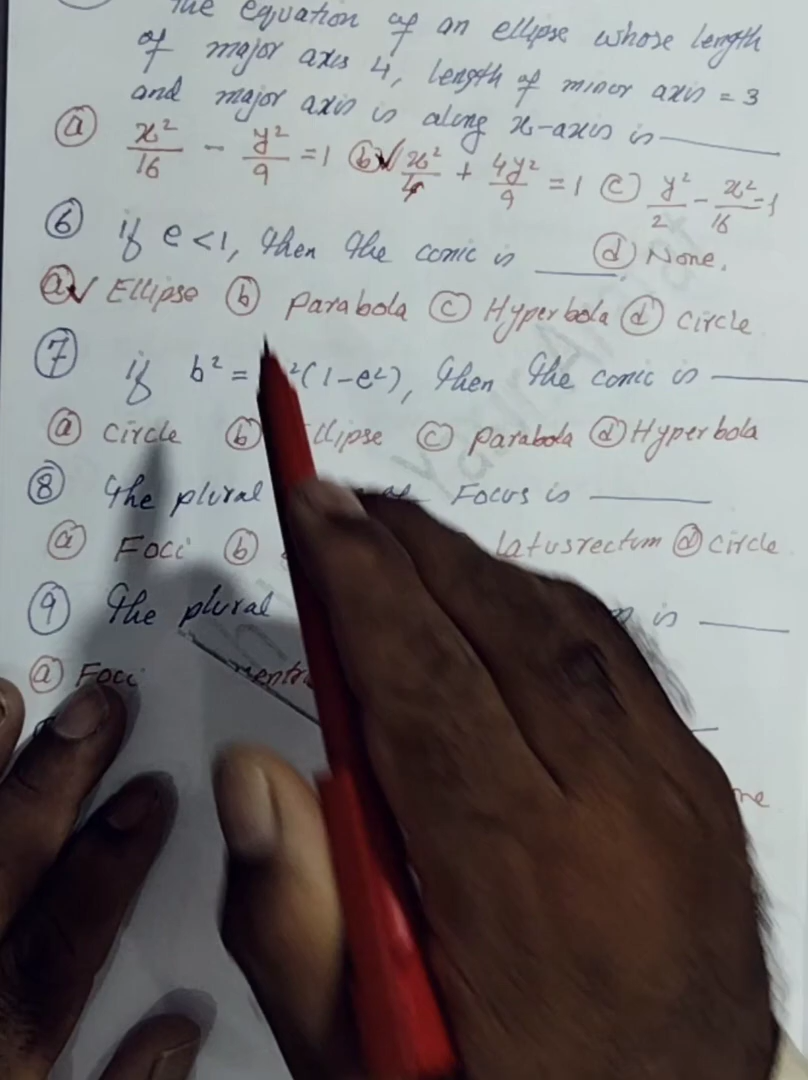 The equation of an ellipse whose length
of major axis 4, length of minor axis = 3
and major axis is along x-axis is
ⓐ x²/16 - y²/9 = 1 ⓑ✓ x²/4 + 4y²/9 = 1 ⓒ y²/2 - x²/16 = 1
⑥ if e < 1, then the conic is ______. ⓓ None.
ⓐ✓ Ellipse ⓑ parabola ⓒ Hyperbola ⓓ circle
⑦ if b² = ²(1-e²), then the conic is ______
ⓐ circle ⓑ llipse ⓒ parabola ⓓ Hyperbola
⑧ The plural Focus is ______
ⓐ Foci ⓑ latusrectum ⓓ circle
⑨ The plural is ______
ⓐ Foci